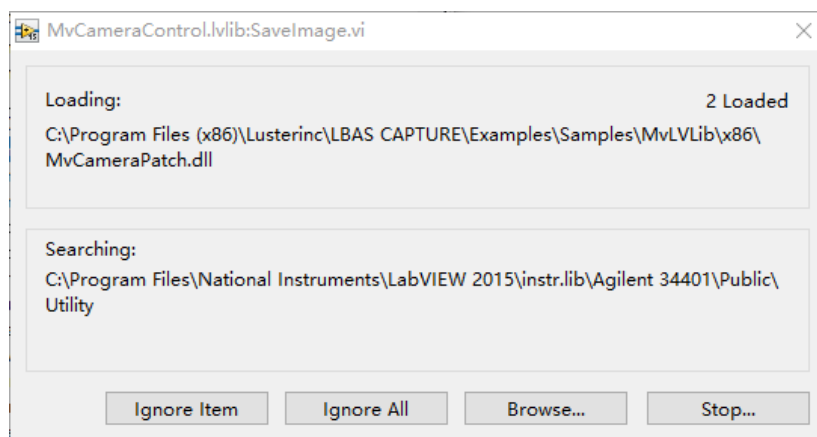 MvCameraControl.lvlib:SaveImage.vi
Loading:
2 Loaded
C:\Program Files (x86)\Lusterinc\LBAS CAPTURE\Examples\Samples\MvLVLib\x86\
MvCameraPatch.dll
Searching:
C:\Program Files\National Instruments\LabVIEW 2015\instr.lib\Agilent 34401\Public\
Utility
Ignore Item
Ignore All
Browse...
Stop...